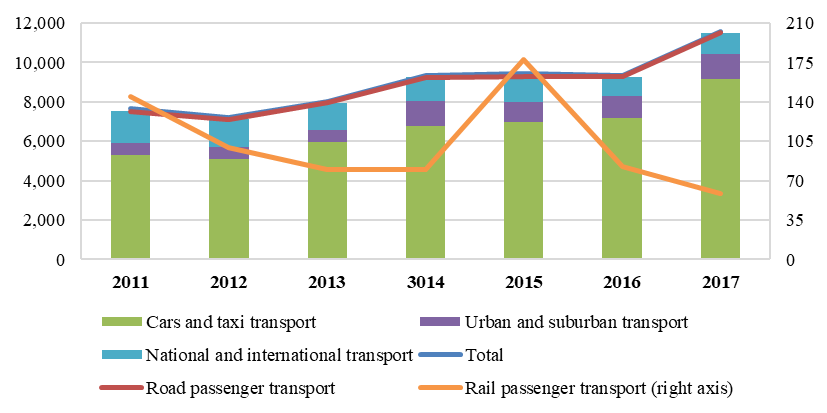 12,000 210
10,000 175
8,000 140
6,000 105
4,000 70
2,000 35
0 0
2011 2012 2013 3014 2015 2016 2017
Cars and taxi transport Urban and suburban transport
National and international transport Total
Road passenger transport Rail passenger transport (right axis)